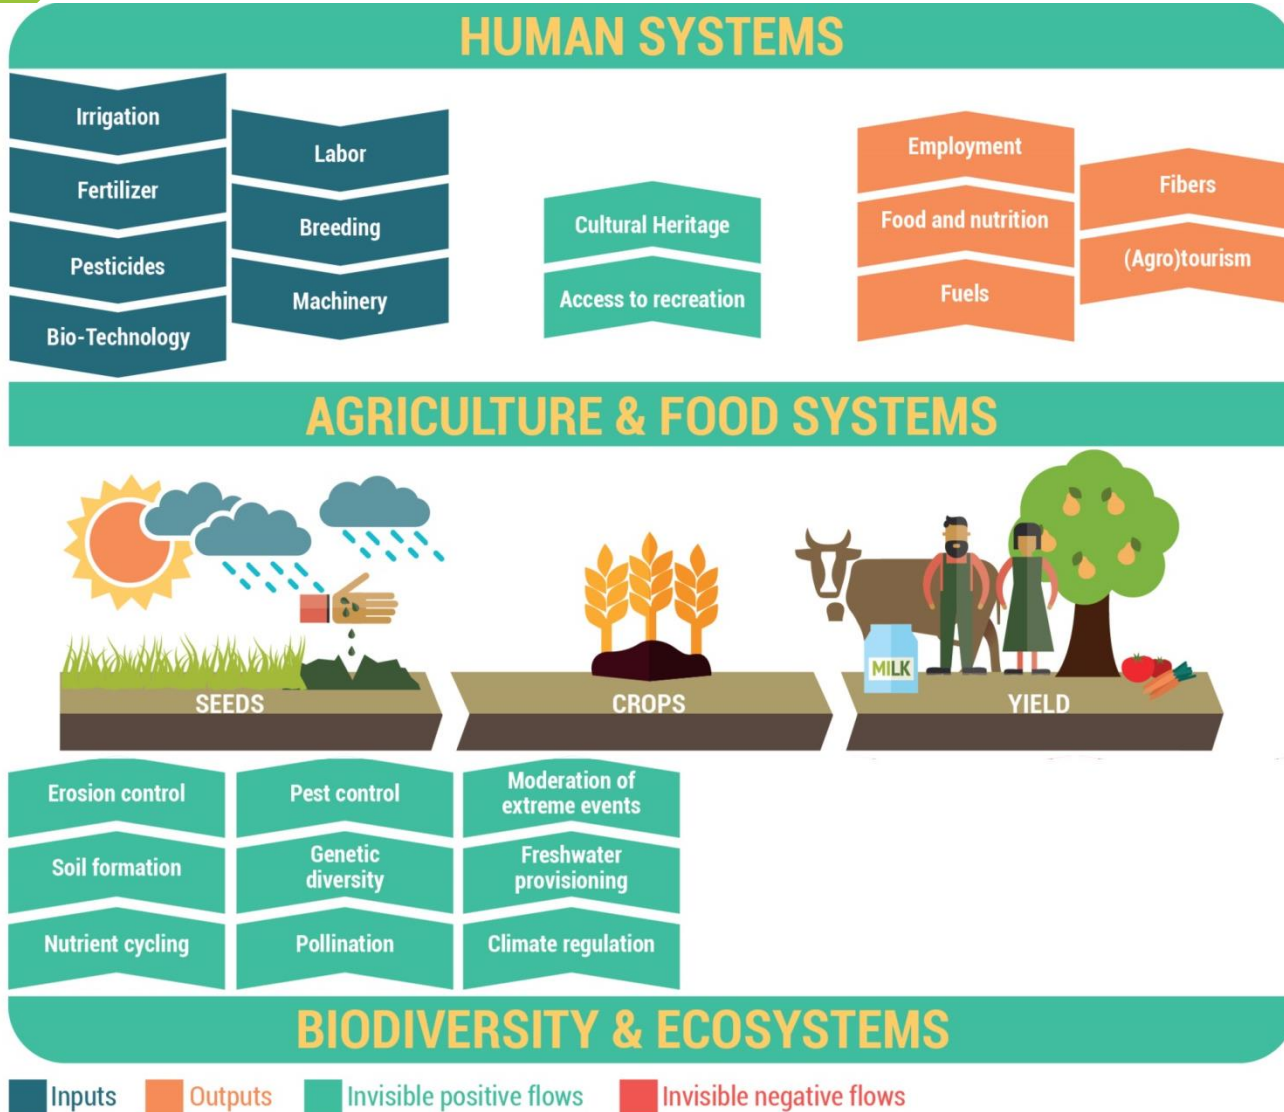 HUMAN SYSTEMS
Irrigation
Fertilizer
Pesticides
Bio-Technology
Labor
Breeding
Machinery
Cultural Heritage
Access to recreation
Employment
Food and nutrition
Fuels
Fibers
(Agro)tourism
AGRICULTURE & FOOD SYSTEMS
MILK
SEEDS
CROPS
YIELD
Erosion control
Soil formation
Nutrient cycling
Pest control
Genetic
diversity
Pollination
Moderation of
extreme events
Freshwater
provisioning
Climate regulation
BIODIVERSITY & ECOSYSTEMS
Inputs
Outputs
Invisible positive flows
Invisible negative flows